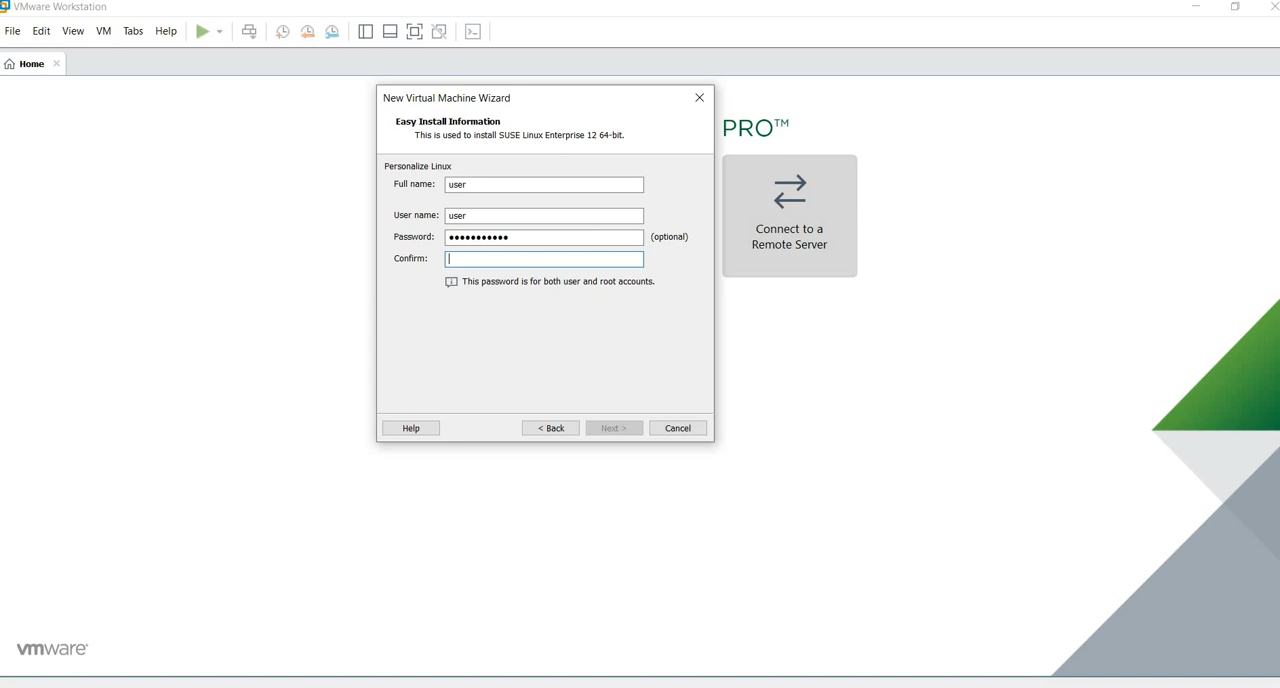 VMware Workstation
File Edit View VM Tabs Help
Home
New Virtual Machine Wizard
Easy Install Information
This is used to install SUSE Linux Enterprise 12 64-bit.
PRO™
Personalize Linux
Full name: user
User name: user
Password: ●●●●●●●●●●● (optional)
Confirm:
This password is for both user and root accounts.
Connect to a
Remote Server
Help < Back Next > Cancel
vmware®